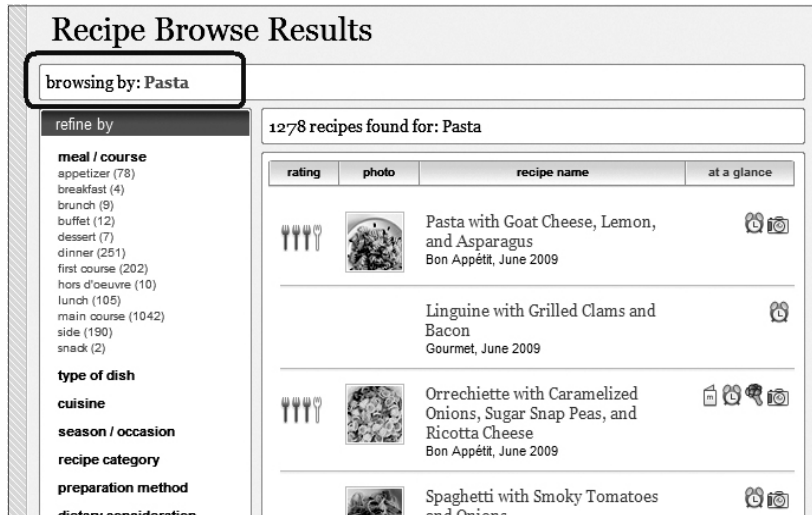 Recipe Browse Results
browsing by: Pasta
refine by
meal / course
appetizer (78)
breakfast (4)
brunch (9)
buffet (12)
dessert (7)
dinner (251)
first course (202)
hors d'oeuvre (10)
lunch (105)
main course (1042)
side (190)
snack (2)
type of dish
cuisine
season / occasion
recipe category
preparation method
dietary consideration
1278 recipes found for: Pasta
rating photo recipe name at a glance
Pasta with Goat Cheese, Lemon,
and Asparagus
Bon Appétit, June 2009
Linguine with Grilled Clams and
Bacon
Gourmet, June 2009
m
Orrechiette with Caramelized
Onions, Sugar Snap Peas, and
Ricotta Cheese
Bon Appétit, June 2009
Spaghetti with Smoky Tomatoes
and Onions